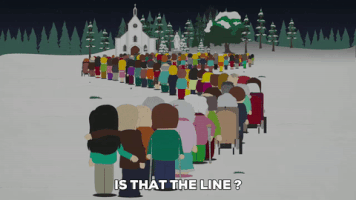 IS THAT THE LINE?